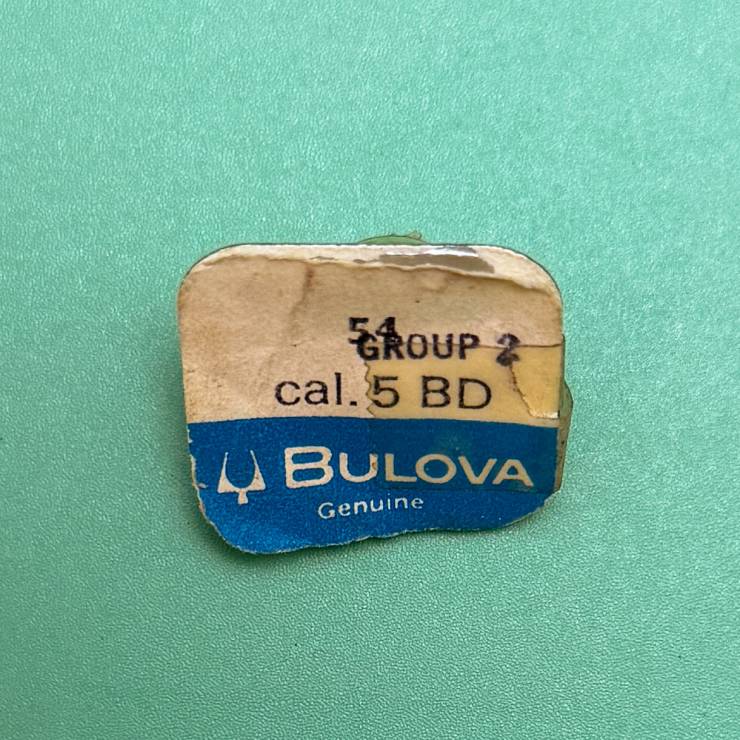 54
GROUP 2
cal. 5 BD
BULOVA
Genuine